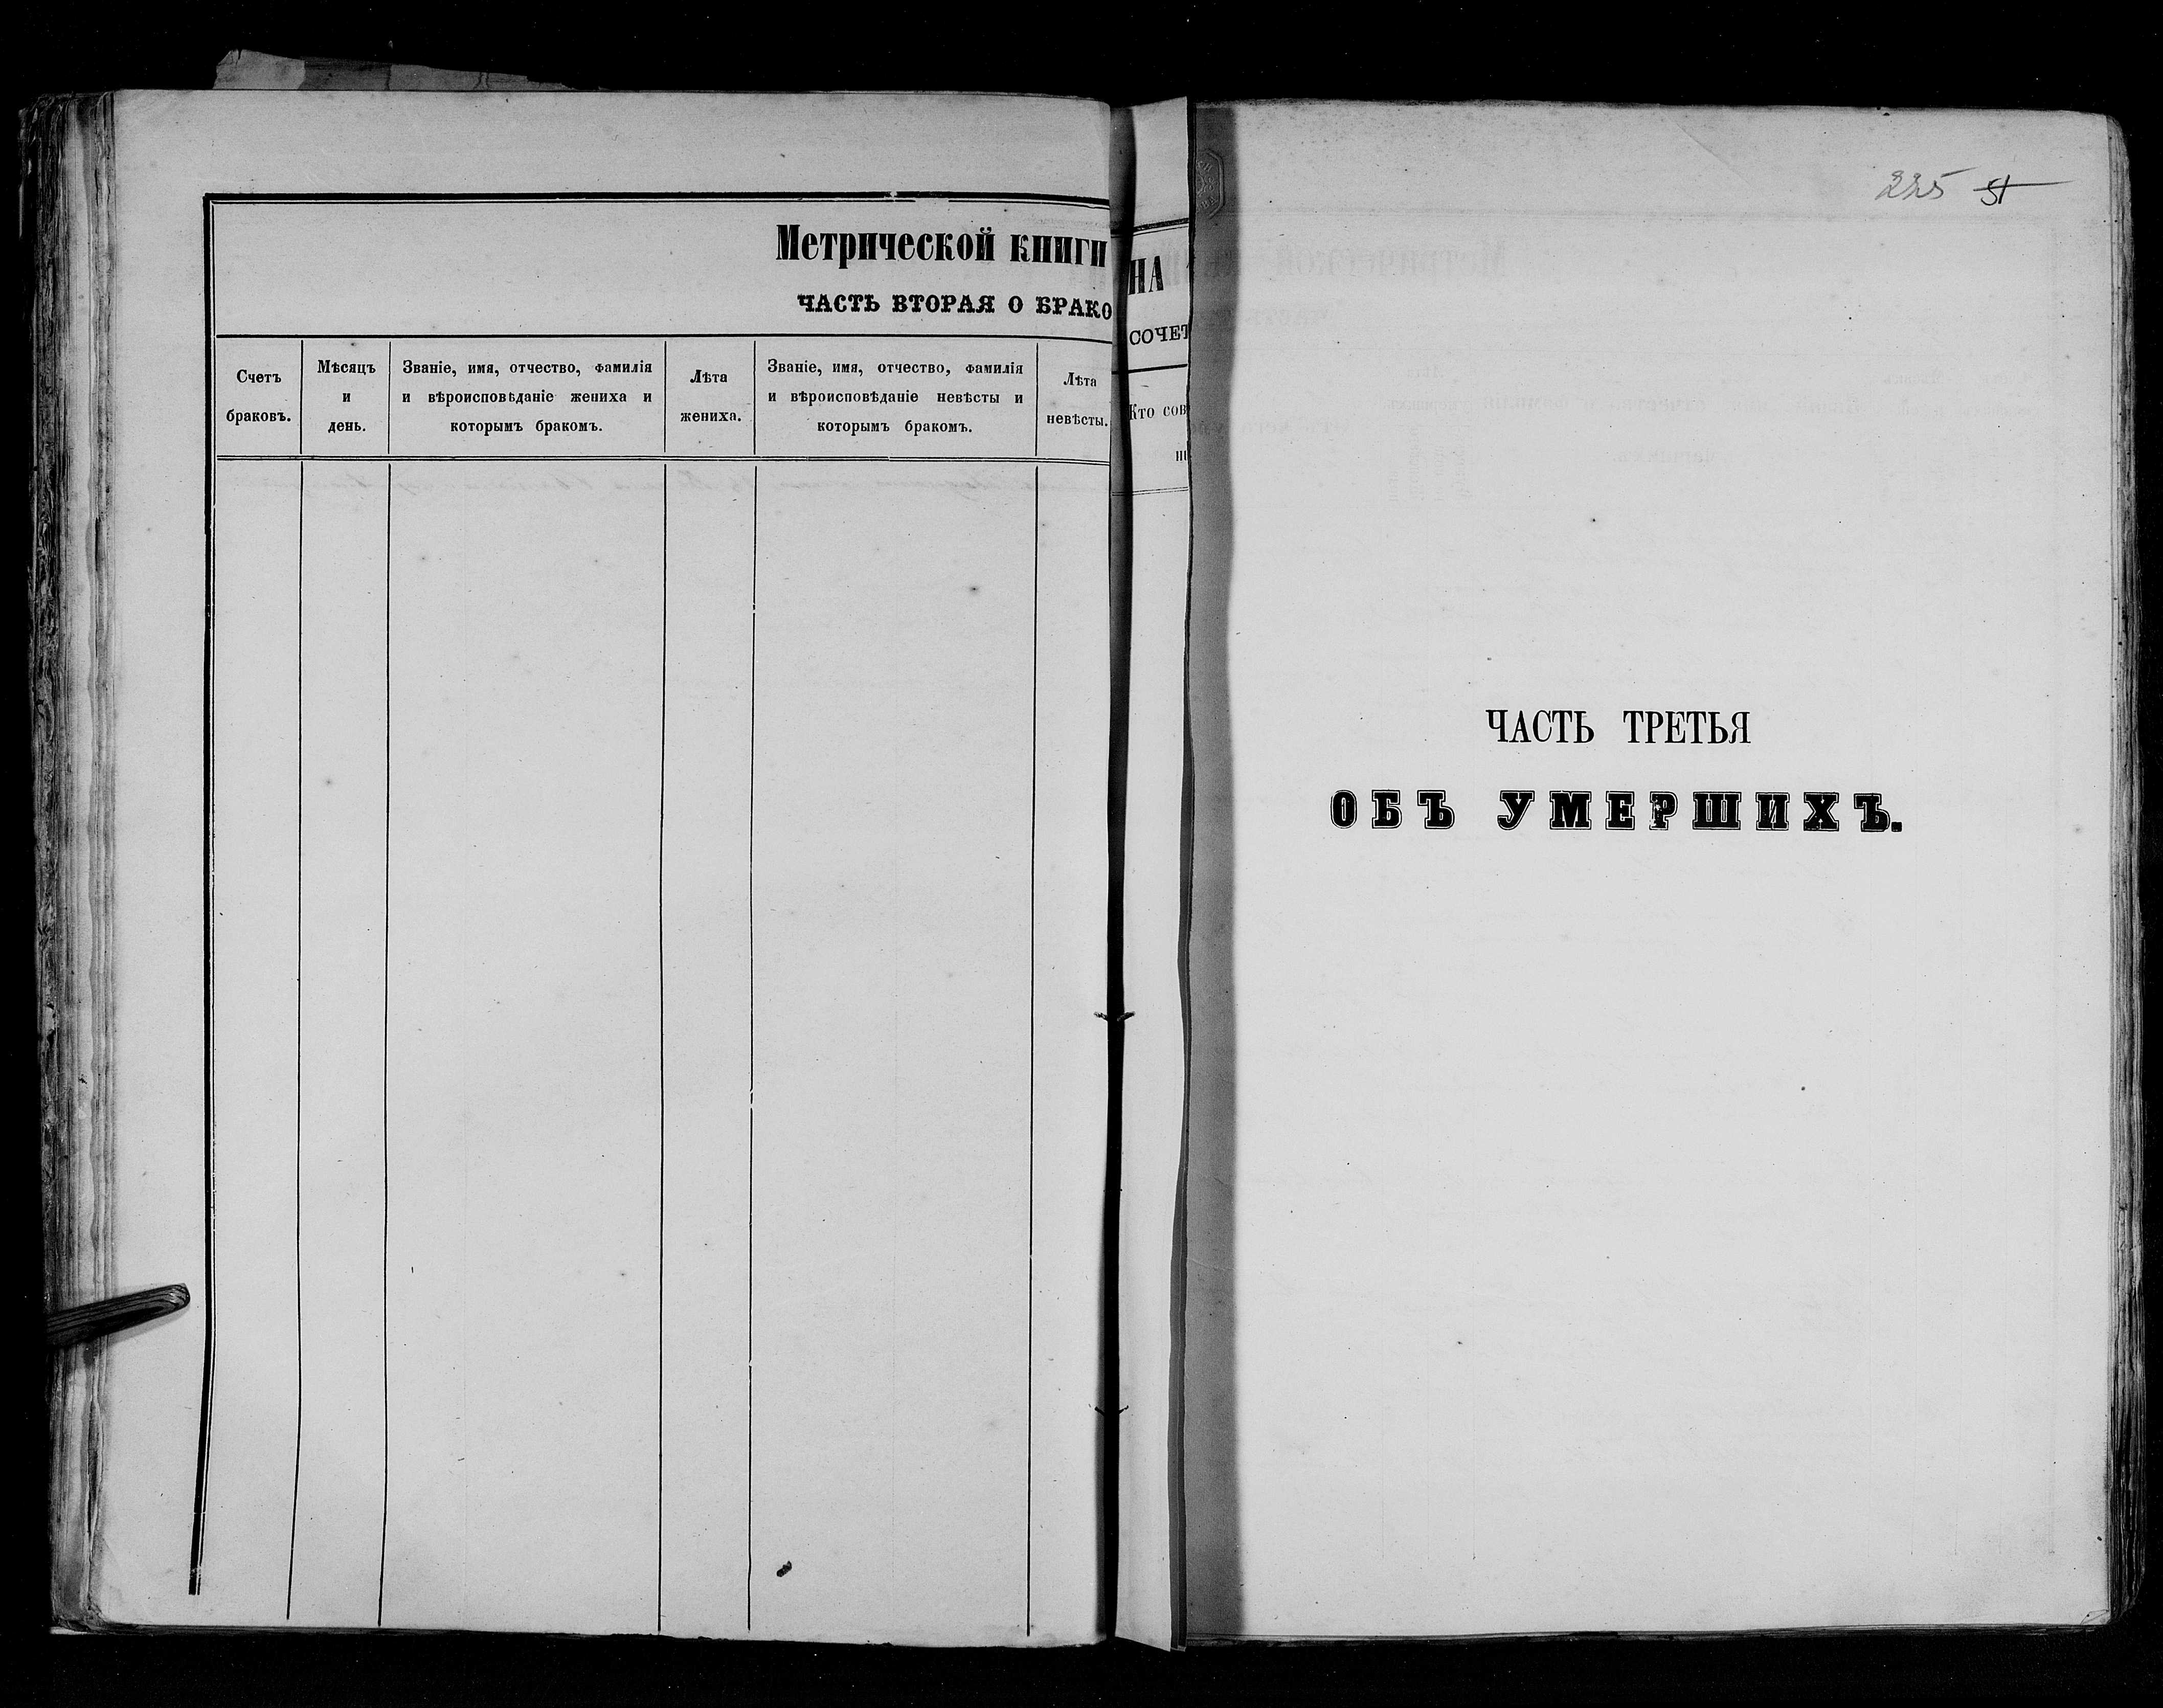 Метрической книги
ЧАСТЬ ВТОРАЯ О БРАКО
Счетъ
браковъ.
Мѣсяцъ
и
день.
Званіе, имя, отчество, фамилія
и вѣроисповѣданіе жениха и
которымъ бракомъ.
Лѣта
жениха.
Званіе, имя, отчество, фамилія
и вѣроисповѣданіе невѣсты и
которымъ бракомъ.
Лѣта
невѣсты.
НА
СОЧЕТ
Кто сов
225 51
ЧАСТЬ ТРЕТЬЯ
ОБЪ УМЕРШИХЪ.